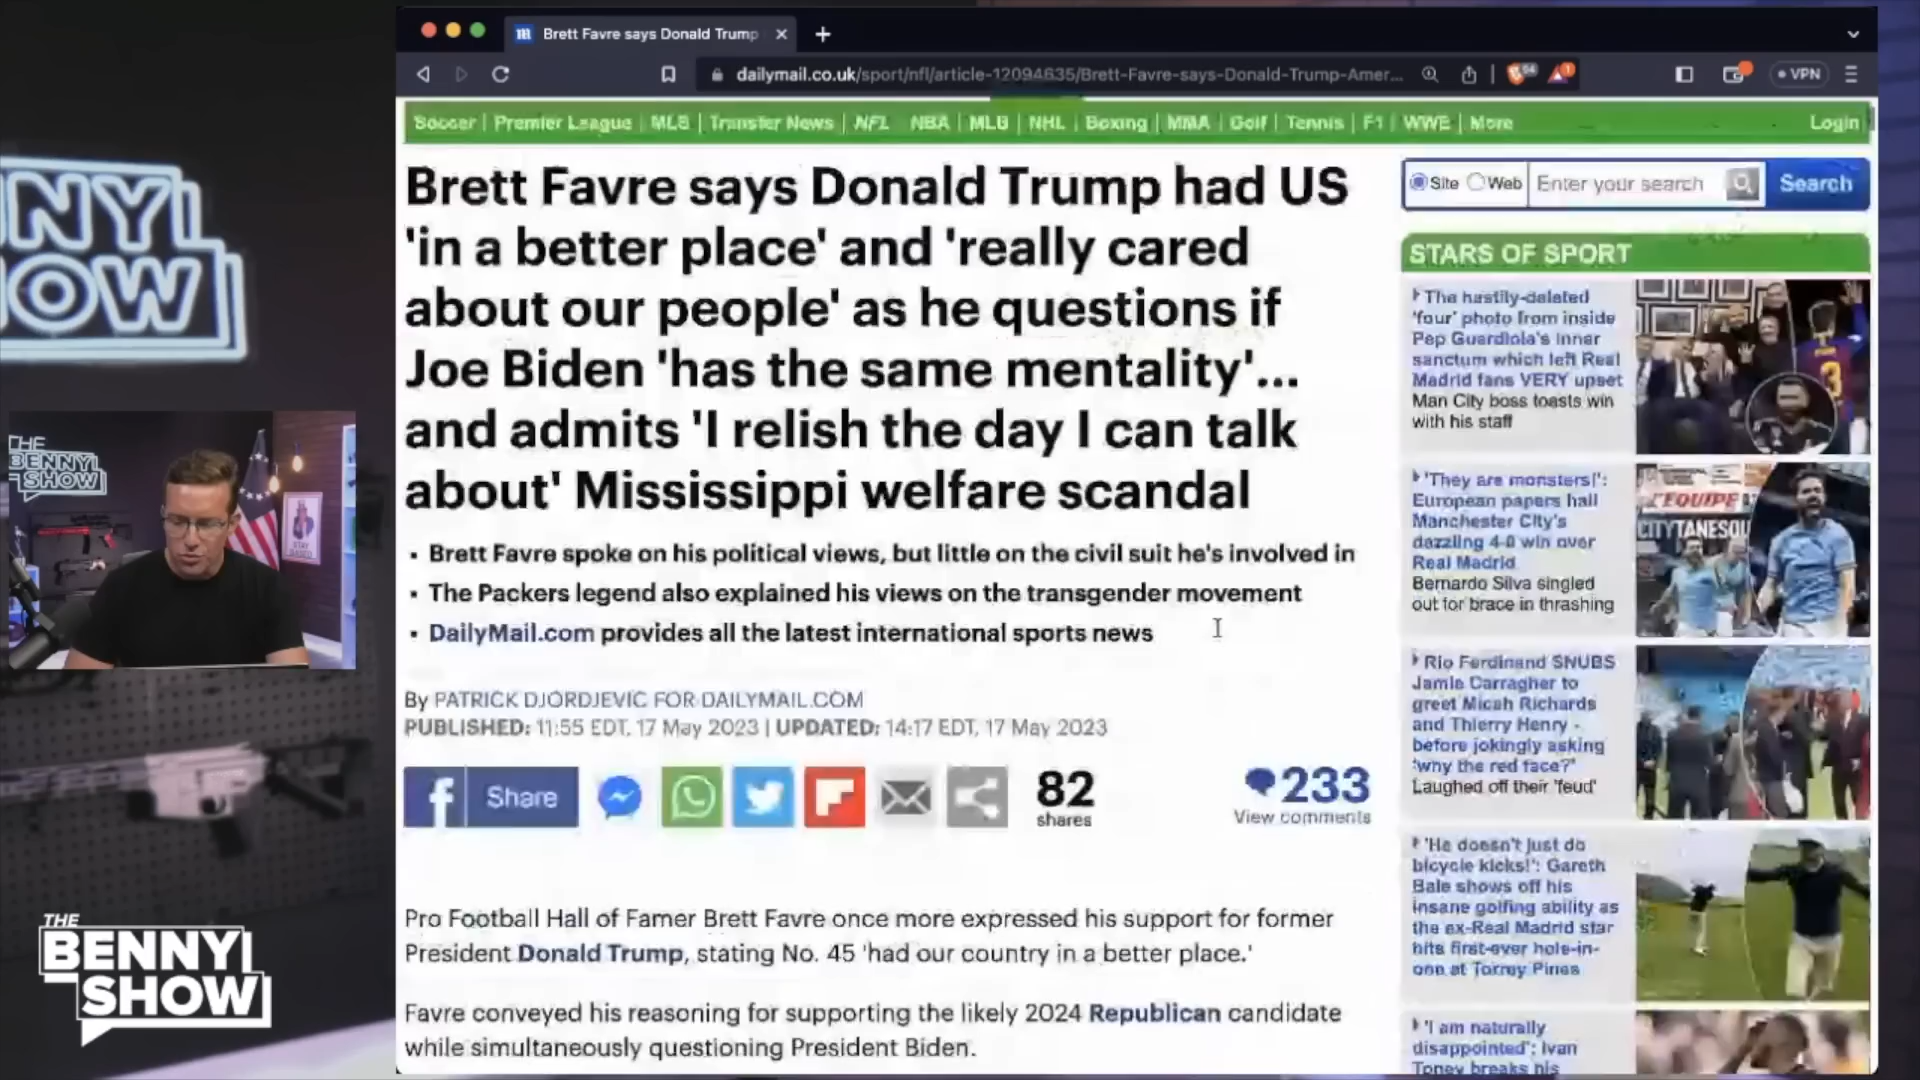 Brett Favre says Donald Trump
dailymail.co.uk/sport/nfl/article-12094635/Brett-Favre-says-Donald-Trump-Amer...
VPN
Soccer | Premier League | MLS | Transfer News | NFL NBA | MLB | NHL | Boxing | MMA | Golf | Tennis | F1 | WWE | More
Login
Brett Favre says Donald Trump had US
'in a better place' and 'really cared
about our people' as he questions if
Joe Biden 'has the same mentality'...
and admits 'I relish the day I can talk
about' Mississippi welfare scandal
▪ Brett Favre spoke on his political views, but little on the civil suit he's involved in
▪ The Packers legend also explained his views on the transgender movement
▪ DailyMail.com provides all the latest international sports news
By PATRICK DJORDJEVIC FOR DAILYMAIL.COM
PUBLISHED: 11:55 EDT, 17 May 2023 | UPDATED: 14:17 EDT, 17 May 2023
Share
82
shares
233
View comments
Pro Football Hall of Famer Brett Favre once more expressed his support for former
President Donald Trump, stating No. 45 'had our country in a better place.'
Favre conveyed his reasoning for supporting the likely 2024 Republican candidate
while simultaneously questioning President Biden.
Site Web Enter your search Search
STARS OF SPORT
The hastily-deleted
'four' photo from inside
Pep Guardiola's inner
sanctum which left Real
Madrid fans VERY upset
Man City boss toasts win
with his staff
3
'They are monsters!':
European papers hail
Manchester City's
dazzling 4-0 win over
Real Madrid
Bernardo Silva singled
out for brace in thrashing
L'EQUIPE
CITYTANESQU
Rio Ferdinand SNUBS
Jamie Carragher to
greet Micah Richards
and Thierry Henry -
before jokingly asking
'why the red face?'
Laughed off their 'feud'
'He doesn't just do
bicycle kicks!': Gareth
Bale shows off his
insane golfing ability as
the ex-Real Madrid star
hits first-ever hole-in-
one at Torrey Pines
'I am naturally
disappointed': Ivan
Toney breaks his
NNY
OW
THE
BENNY
SHOW
THE
BENNY
SHOW